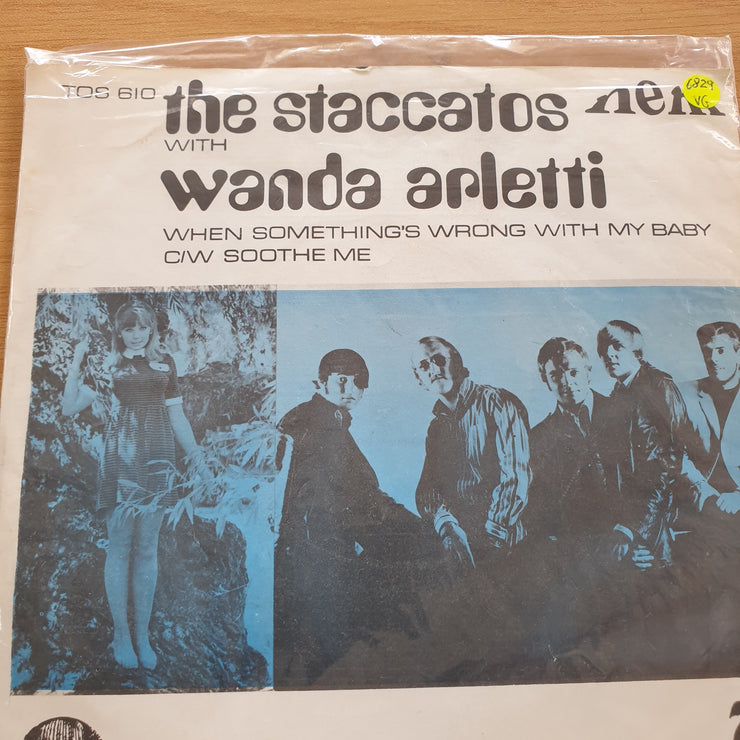 TOS 610 the staccatos
WITH
wanda arletti
WHEN SOMETHING'S WRONG WITH MY BABY
C/W SOOTHE ME
6829
VG